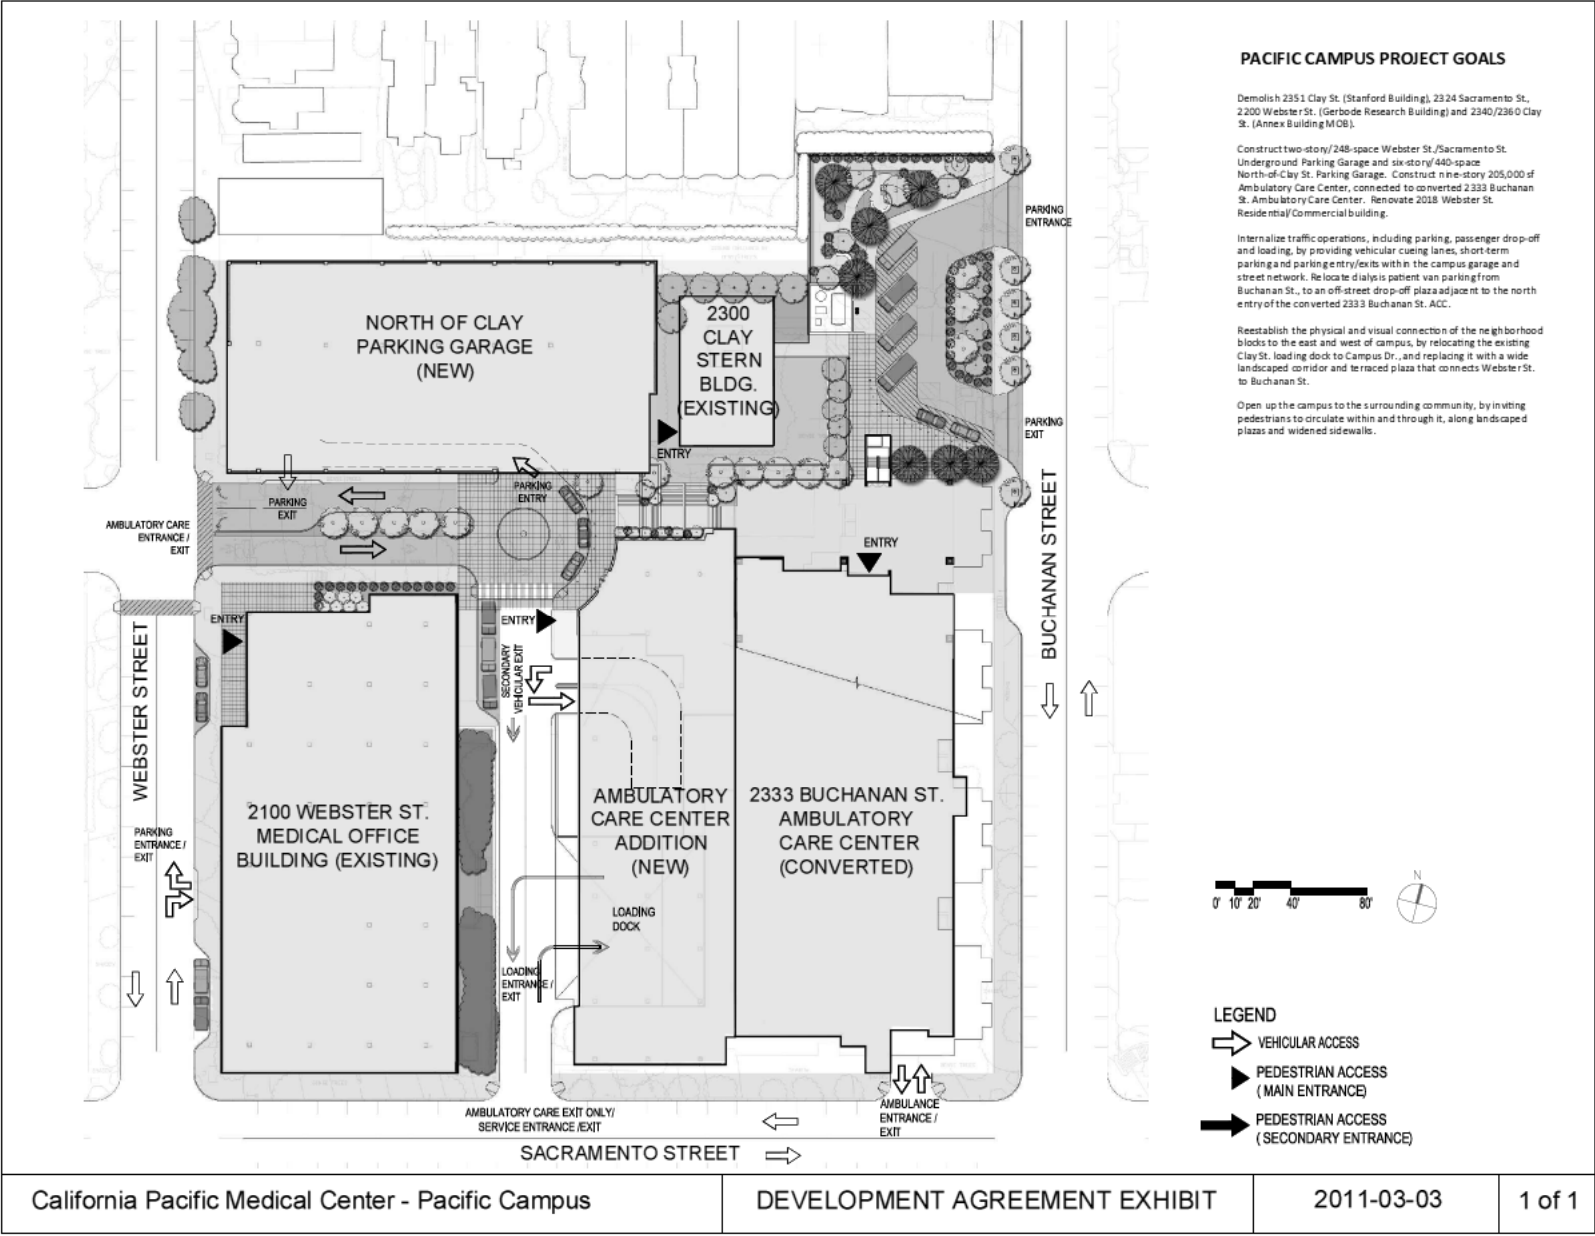 PACIFIC CAMPUS PROJECT GOALS
Demolish 2351 Clay St. (Stanford Building), 2324 Sacramento St.,
2200 Webster St. (Gerbode Research Building) and 2340/2360 Clay
St. (Annex Building MOB).
Construct two-story/248-space Webster St./Sacramento St.
Underground Parking Garage and six-story/440-space
North-of-Clay St. Parking Garage. Construct nine-story 205,000 sf
Ambulatory Care Center, connected to converted 2333 Buchanan
St. Ambulatory Care Center. Renovate 2018 Webster St.
Residential/Commercial building.
Internalize traffic operations, including parking, passenger drop-off
and loading, by providing vehicular cueing lanes, short-term
parking and parking entry/exits within the campus garage and
street network. Relocate dialysis patient van parking from
Buchanan St., to an off-street drop-off plaza adjacent to the north
entry of the converted 2333 Buchanan St. ACC.
Reestablish the physical and visual connection of the neighborhood
blocks to the east and west of campus, by relocating the existing
Clay St. loading dock to Campus Dr., and replacing it with a wide
landscaped corridor and terraced plaza that connects Webster St.
to Buchanan St.
Open up the campus to the surrounding community, by inviting
pedestrians to circulate within and through it, along landscaped
plazas and widened sidewalks.
PARKING
ENTRANCE
NORTH OF CLAY
PARKING GARAGE
(NEW)
2300
CLAY
STERN
BLDG.
(EXISTING)
ENTRY
PARKING
EXIT
PARKING
ENTRY
PARKING
EXIT
AMBULATORY CARE
ENTRANCE /
EXIT
ENTRY
BUCHANAN STREET
ENTRY
ENTRY
SECONDARY
VEHICULAR EXIT
WEBSTER STREET
2100 WEBSTER ST.
MEDICAL OFFICE
BUILDING (EXISTING)
AMBULATORY
CARE CENTER
ADDITION
(NEW)
2333 BUCHANAN ST.
AMBULATORY
CARE CENTER
(CONVERTED)
PARKING
ENTRANCE /
EXIT
LOADING
DOCK
LOADING
ENTRANCE /
EXIT
0' 10' 20' 40' 80'
N
LEGEND
VEHICULAR ACCESS
PEDESTRIAN ACCESS
( MAIN ENTRANCE)
PEDESTRIAN ACCESS
( SECONDARY ENTRANCE)
AMBULATORY CARE EXIT ONLY/
SERVICE ENTRANCE /EXIT
AMBULANCE
ENTRANCE /
EXIT
SACRAMENTO STREET
California Pacific Medical Center - Pacific Campus
DEVELOPMENT AGREEMENT EXHIBIT
2011-03-03
1 of 1